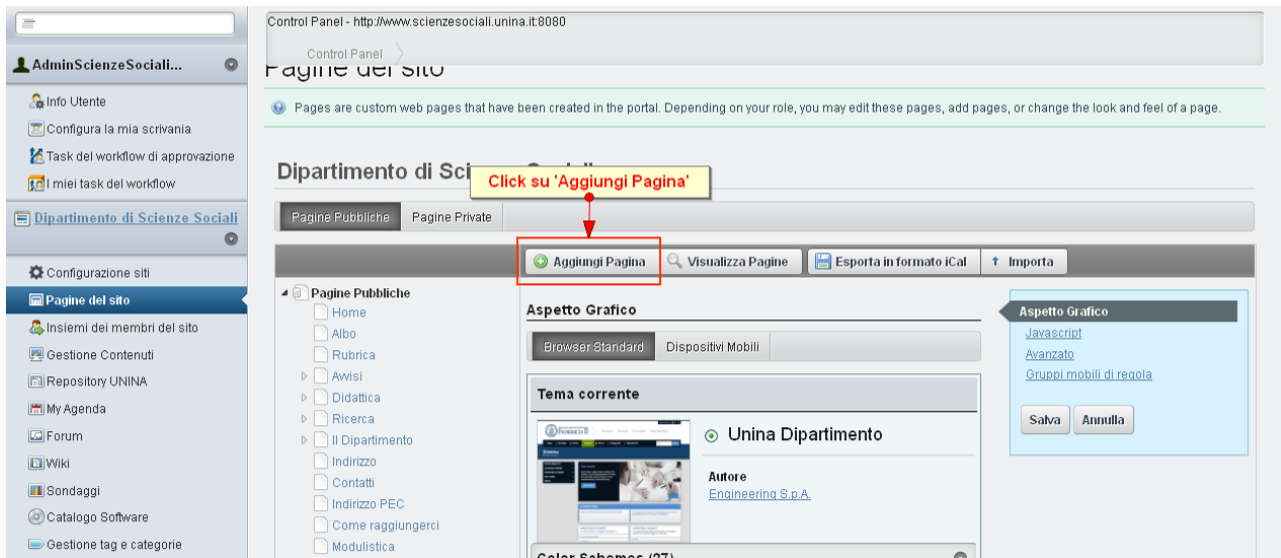 Control Panel - http://www.scienzesociali.unina.it:8080
Control Panel
AdminScienzeSociali...
Info Utente
Configura la mia scrivania
Task del workflow di approvazione
I miei task del workflow
Dipartimento di Scienze Sociali
Configurazione siti
Pagine del sito
Insiemi dei membri del sito
Gestione Contenuti
Repository UNINA
My Agenda
Forum
Wiki
Sondaggi
Catalogo Software
Gestione tag e categorie
Pagine del sito
Pages are custom web pages that have been created in the portal. Depending on your role, you may edit these pages, add pages, or change the look and feel of a page.
Dipartimento di Sci
Click su 'Aggiungi Pagina'
Pagine Pubbliche Pagine Private
Aggiungi Pagina Visualizza Pagine Esporta in formato iCal Importa
Pagine Pubbliche
Home
Albo
Rubrica
Avvisi
Didattica
Ricerca
Il Dipartimento
Indirizzo
Contatti
Indirizzo PEC
Come raggiungerci
Modulistica
Aspetto Grafico
Browser Standard Dispositivi Mobili
Tema corrente
Unina Dipartimento
Autore
Engineering S.p.A.
Color Schemes (27)
Aspetto Grafico
Javascript
Avanzato
Gruppi mobili di regola
Salva Annulla